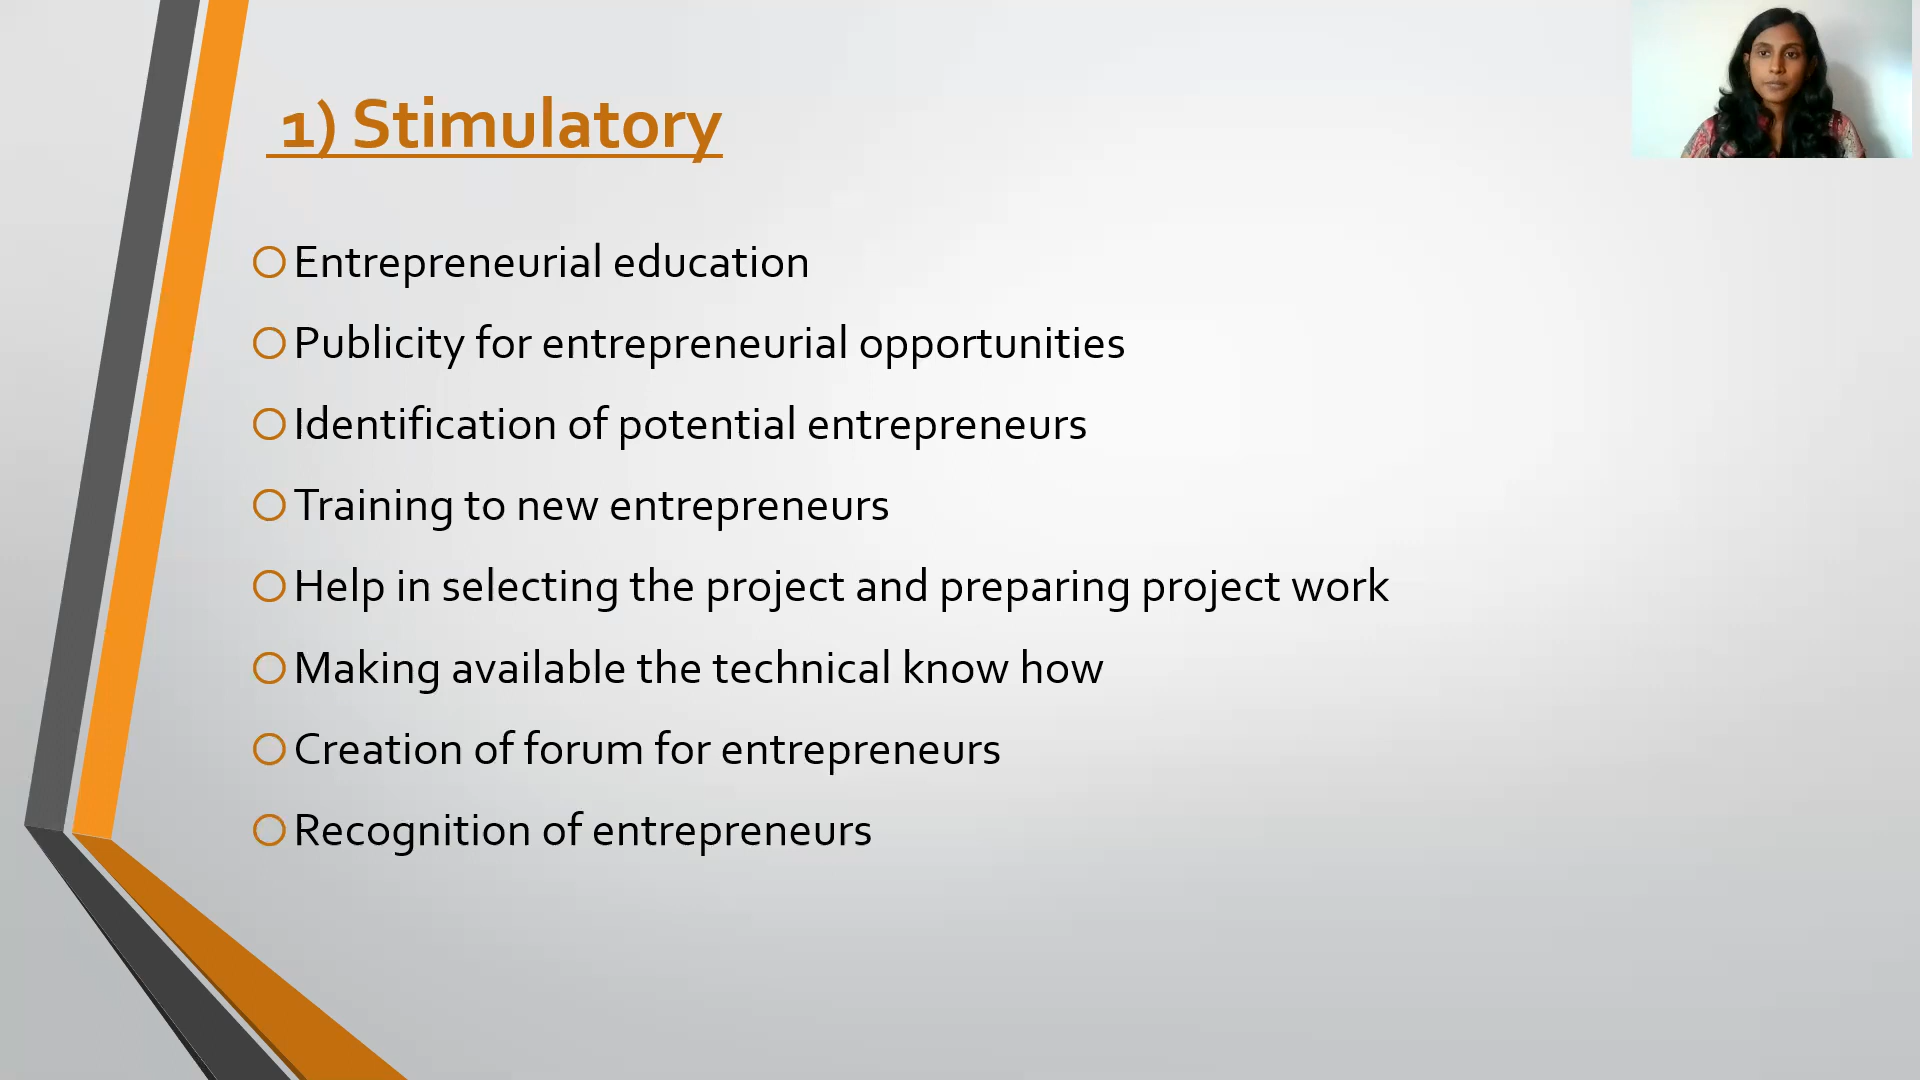 1) Stimulatory
Entrepreneurial education
Publicity for entrepreneurial opportunities
Identification of potential entrepreneurs
Training to new entrepreneurs
Help in selecting the project and preparing project work
Making available the technical know how
Creation of forum for entrepreneurs
Recognition of entrepreneurs